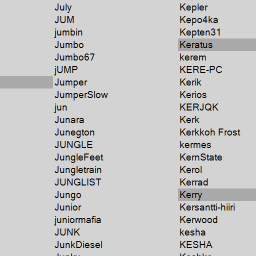 July
JUM
jumbin
Jumbo
Jumbo67
jUMP
Jumper
JumperSlow
jun
Junara
Junegton
JUNGLE
JungleFeet
Jungletrain
JUNGLIST
Jungo
Junior
juniormafia
JUNK
JunkDiesel
Kepler
Kepo4ka
Kepten31
Keratus
kerem
KERE-PC
Kerik
Kerios
KERJQK
Kerk
Kerkkoh Frost
kermes
KernState
Kerol
Kerrad
Kerry
Kersantti-hiiri
Kerwood
kesha
KESHA